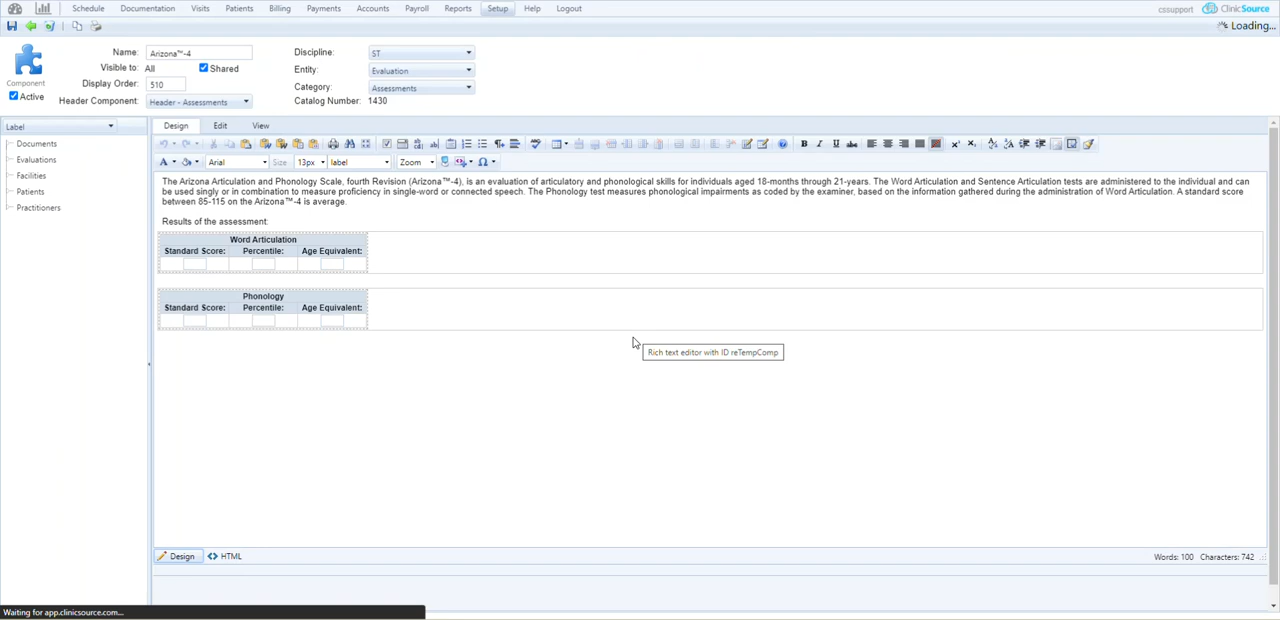 Schedule Documentation Visits Patients Billing Payments Accounts Payroll Reports Setup Help Logout cssupport ClinicSource
Loading...
Name: Arizona™-4 Discipline: ST
Visible to: All Shared Entity: Evaluation
Component Display Order: 510 Category: Assessments
Active Header Component: Header - Assessments Catalog Number: 1430
Label Design Edit View
Documents
Evaluations
Facilities
Patients
Practitioners
Arial Size 13px label Zoom
The Arizona Articulation and Phonology Scale, fourth Revision (Arizona™-4), is an evaluation of articulatory and phonological skills for individuals aged 18-months through 21-years. The Word Articulation and Sentence Articulation tests are administered to the individual and can
be used singly or in combination to measure proficiency in single-word or connected speech. The Phonology test measures phonological impairments as coded by the examiner, based on the information gathered during the administration of Word Articulation. A standard score
between 85-115 on the Arizona™-4 is average.
Results of the assessment:
Word Articulation
Standard Score: Percentile: Age Equivalent:
Phonology
Standard Score: Percentile: Age Equivalent:
Rich text editor with ID reTempComp
Design HTML Words: 100 Characters: 742
Waiting for app.clinicsource.com...